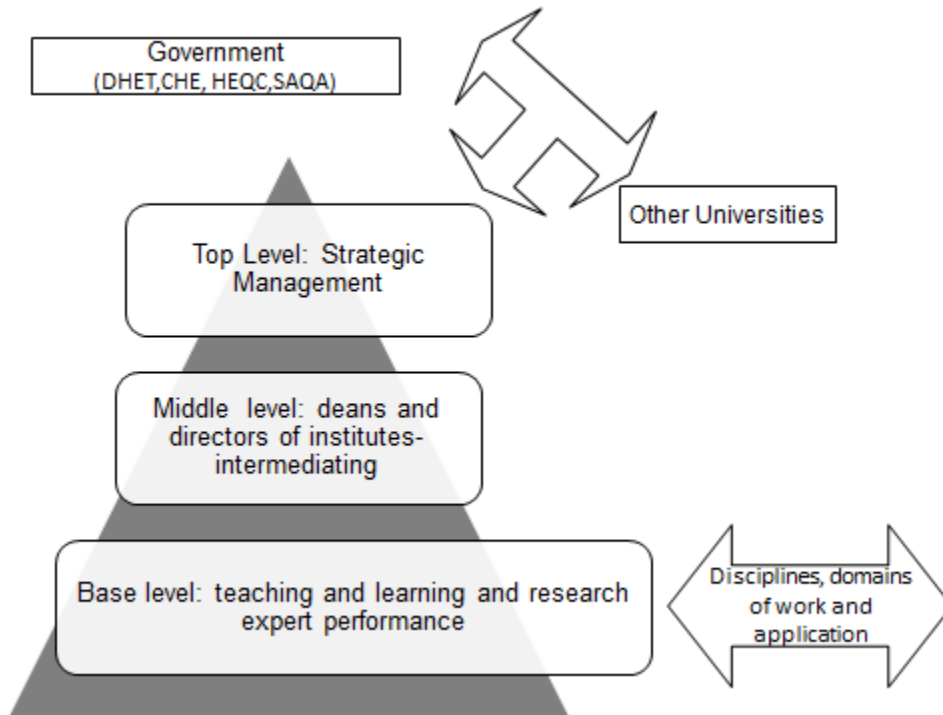 Government
(DHET,CHE, HEQC,SAQA)
Other Universities
Top Level: Strategic
Management
Middle level: deans and
directors of institutes-
intermediating
Base level: teaching and learning and research
expert performance
Disciplines, domains
of work and
application